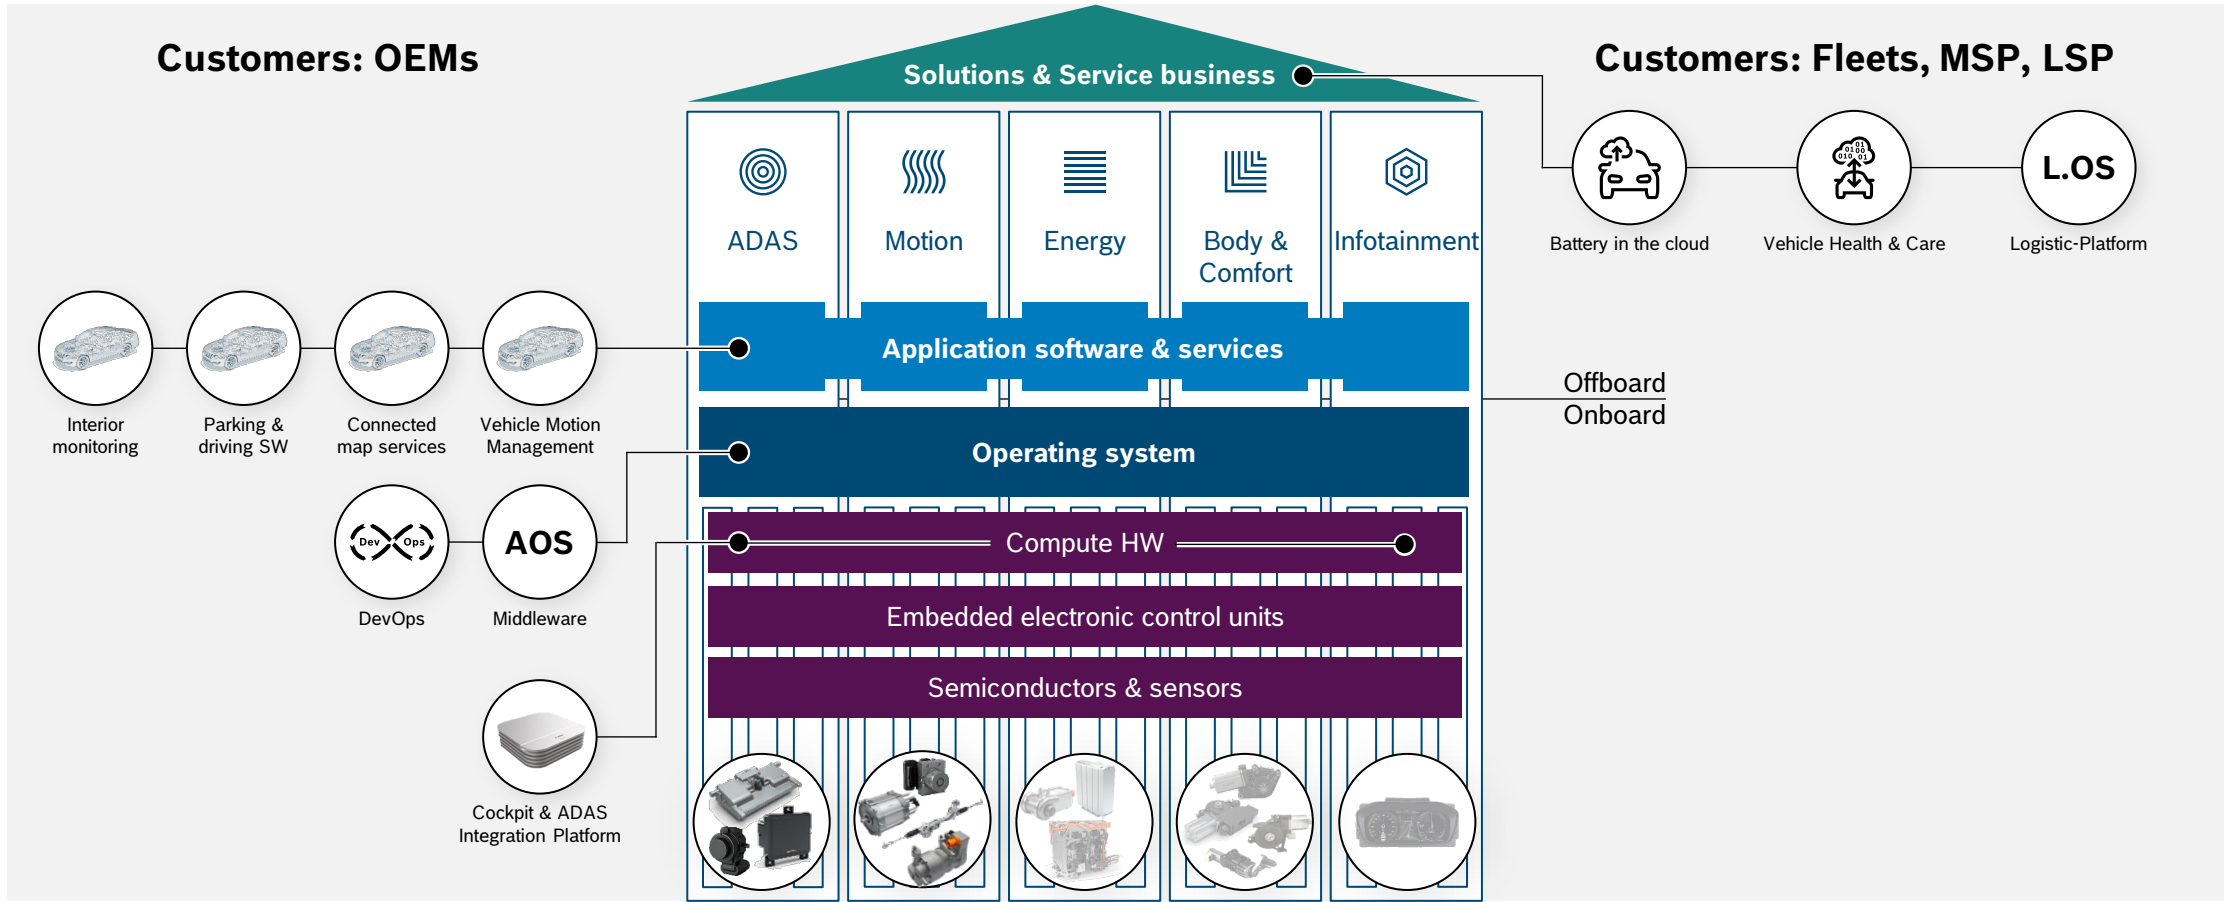 Customers: OEMs
Solutions & Service business
Customers: Fleets, MSP, LSP
L.OS
Battery in the cloud
Vehicle Health & Care
Logistic-Platform
ADAS
Motion
Energy
Body &
Comfort
Infotainment
Application software & services
Interior
monitoring
Parking &
driving SW
Connected
map services
Vehicle Motion
Management
Offboard
Onboard
Operating system
Dev Ops
AOS
DevOps
Middleware
Compute HW
Embedded electronic control units
Semiconductors & sensors
Cockpit & ADAS
Integration Platform